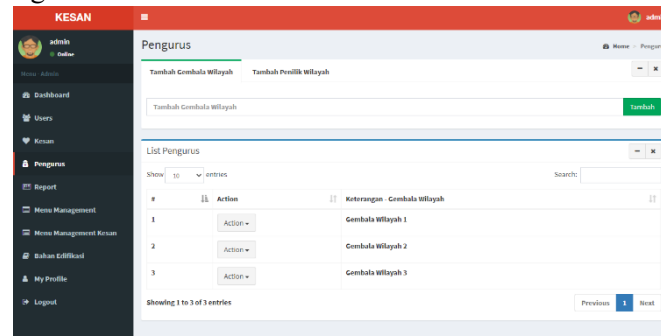 KESAN
adm
admin
Online
Menu - Admin
Dashboard
Users
Kesan
Pengurus
Report
Menu Management
Menu Management Kesan
Bahan Edifikasi
My Profile
Logout
Pengurus
Home > Pengur
Tambah Gembala Wilayah Tambah Penilik Wilayah
Tambah Gembala Wilayah Tambah
List Pengurus
Show 10 entries Search:
# Action Keterangan - Gembala Wilayah
1 Action Gembala Wilayah 1
2 Action Gembala Wilayah 2
3 Action Gembala Wilayah 3
Showing 1 to 3 of 3 entries Previous 1 Next